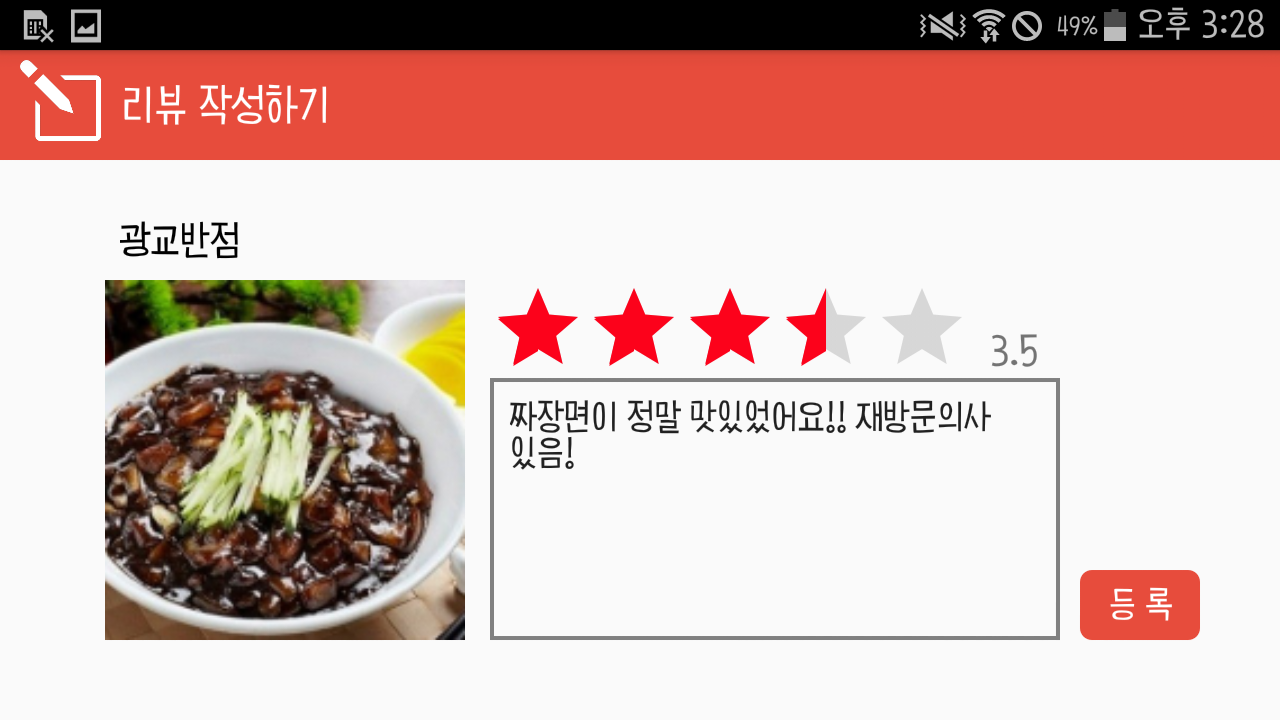 49% 오후 3:28
리뷰 작성하기
광교반점
3.5
짜장면이 정말 맛있었어요!! 재방문의사
있음!
등 록